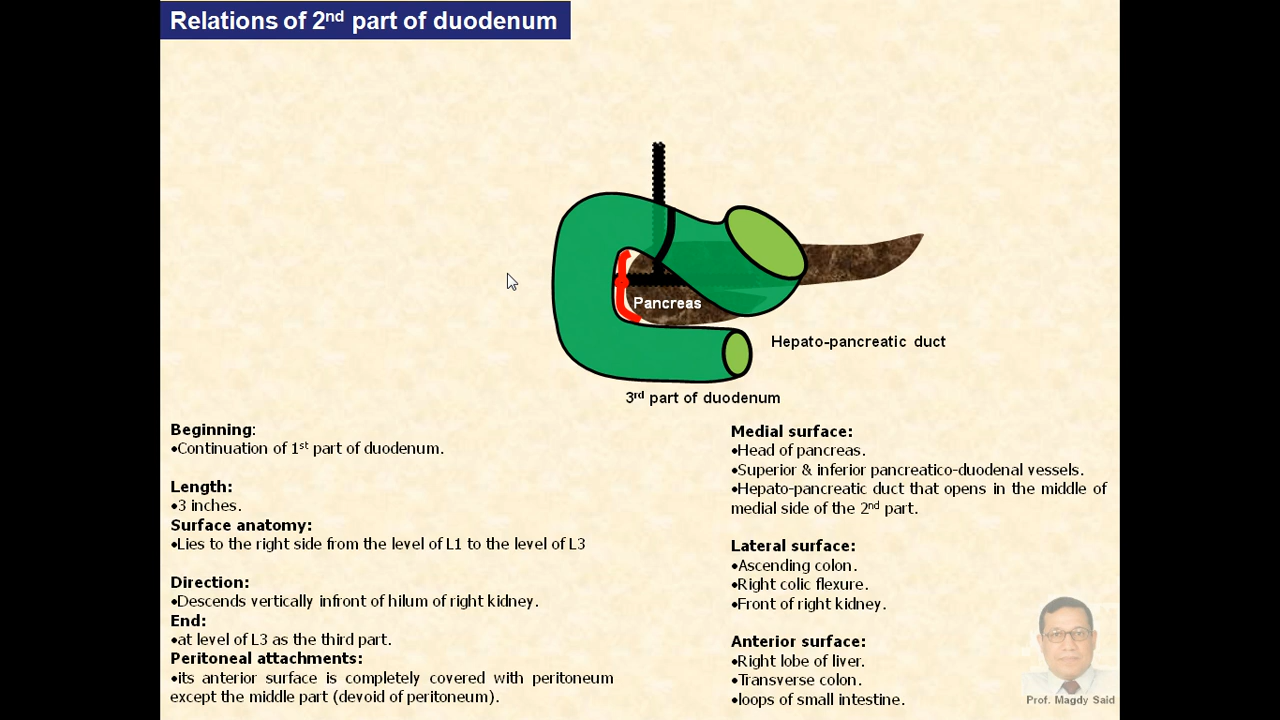 Relations of 2nd part of duodenum
Pancreas
Hepato-pancreatic duct
3rd part of duodenum
Beginning:
•Continuation of 1st part of duodenum.
Length:
•3 inches.
Surface anatomy:
•Lies to the right side from the level of L1 to the level of L3
Direction:
•Descends vertically infront of hilum of right kidney.
End:
•at level of L3 as the third part.
Peritoneal attachments:
•its anterior surface is completely covered with peritoneum
except the middle part (devoid of peritoneum).
Medial surface:
•Head of pancreas.
•Superior & inferior pancreatico-duodenal vessels.
•Hepato-pancreatic duct that opens in the middle of
medial side of the 2nd part.
Lateral surface:
•Ascending colon.
•Right colic flexure.
•Front of right kidney.
Anterior surface:
•Right lobe of liver.
•Transverse colon.
•loops of small intestine.
Prof. Magdy Said